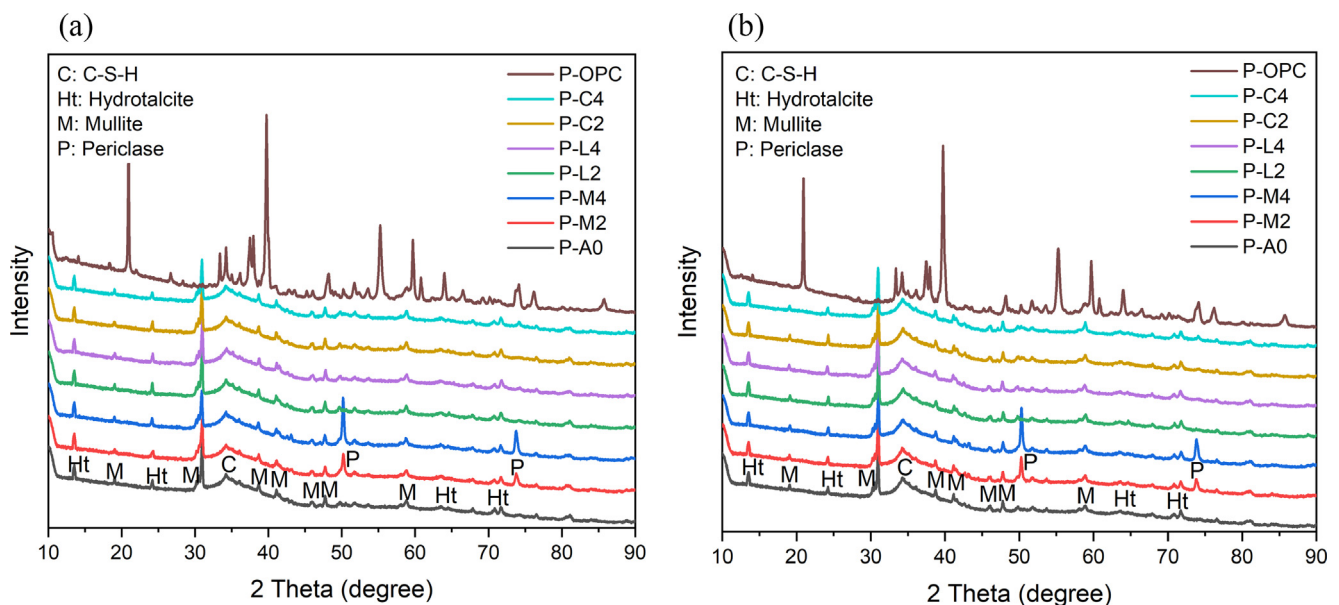 (a)
C: C-S-H
Ht: Hydrotalcite
M: Mullite
P: Periclase
P-OPC
P-C4
P-C2
P-L4
P-L2
P-M4
P-M2
P-A0
Intensity
Ht M Ht M C M M M M P M Ht Ht P
10 20 30 40 50 60 70 80 90
2 Theta (degree)
(b)
C: C-S-H
Ht: Hydrotalcite
M: Mullite
P: Periclase
P-OPC
P-C4
P-C2
P-L4
P-L2
P-M4
P-M2
P-A0
Intensity
Ht M Ht M C M M M M P M Ht Ht P
10 20 30 40 50 60 70 80 90
2 Theta (degree)